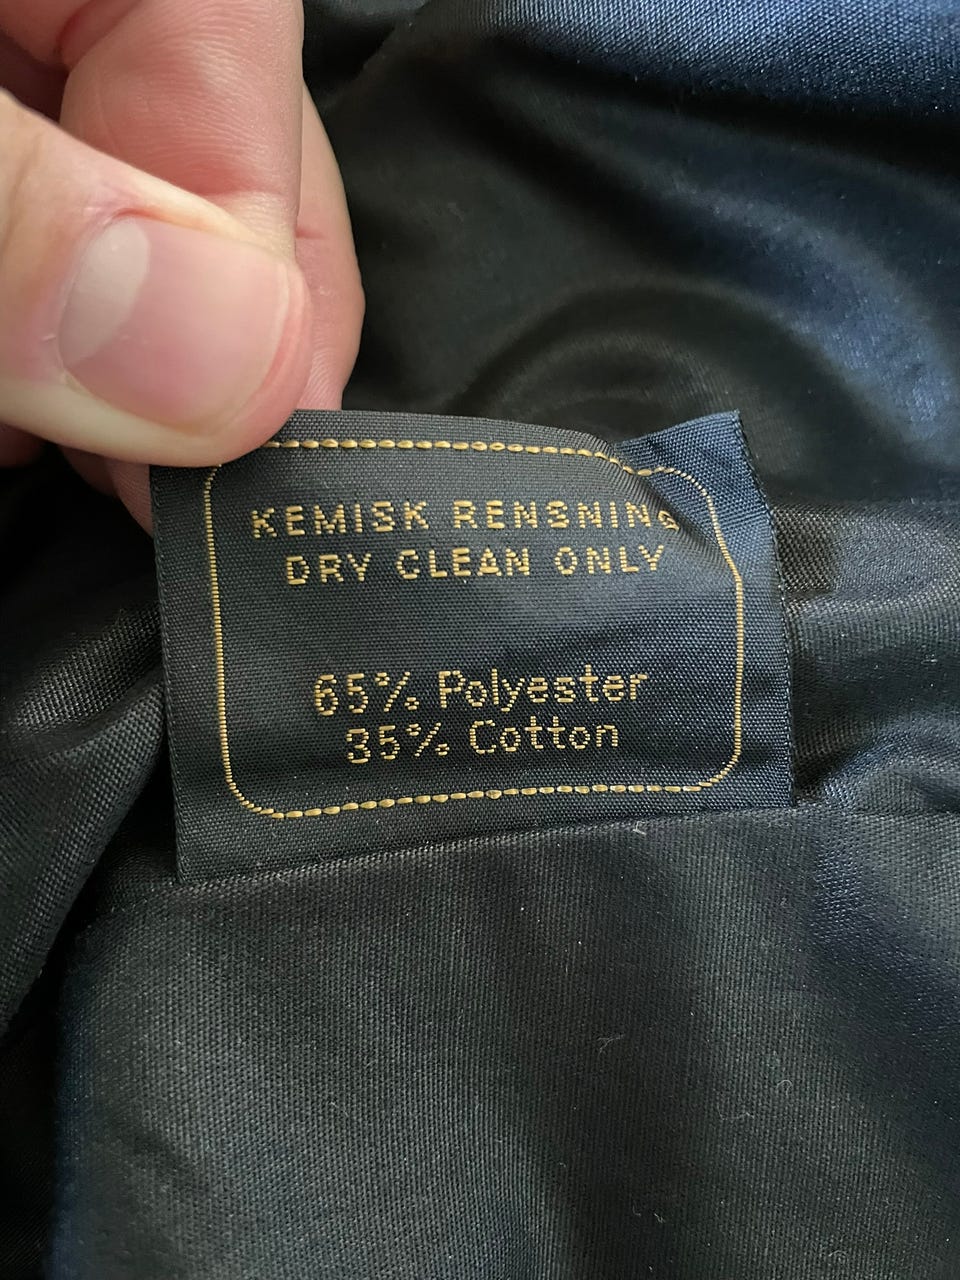 KEMISK RENSNING
DRY CLEAN ONLY
65% Polyester
35% Cotton